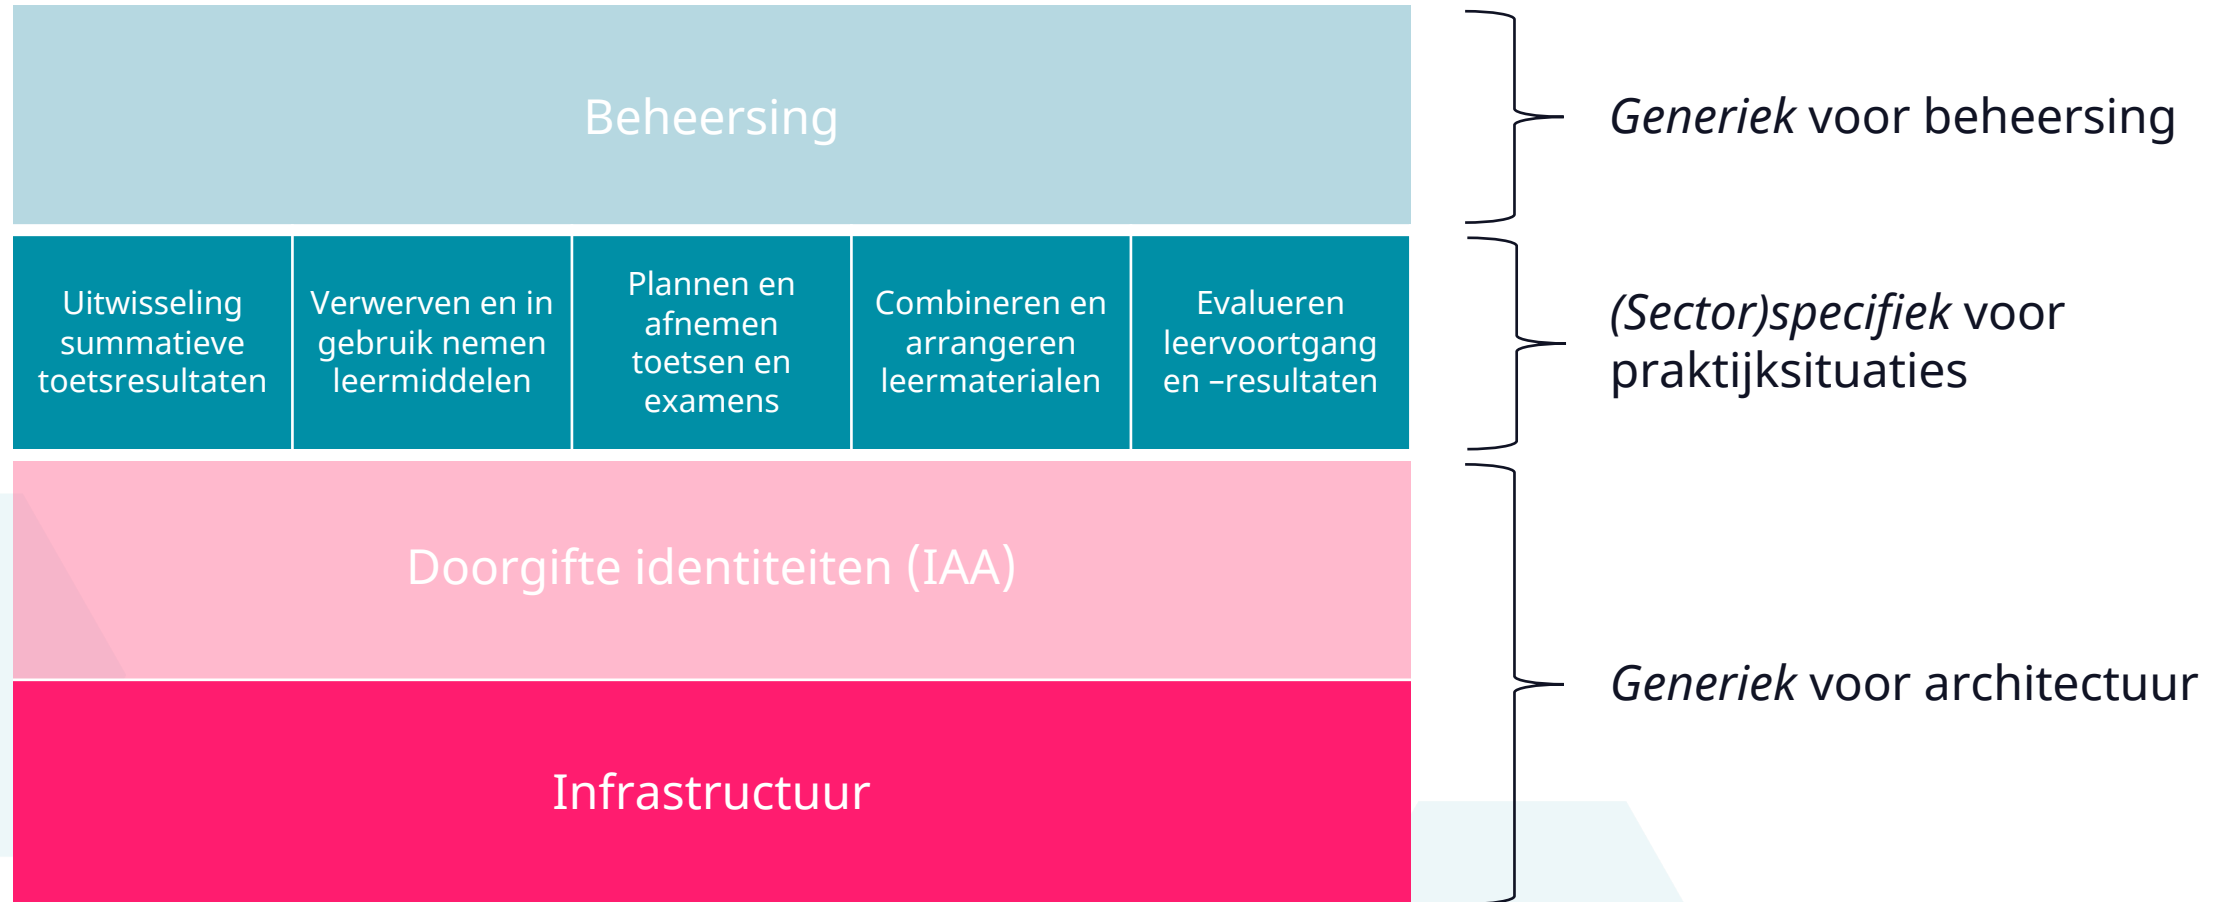 Beheersing
Generiek voor beheersing
Uitwisseling
summatieve
toetsresultaten
Verwerven en in
gebruik nemen
leermiddelen
Plannen en
afnemen
toetsen en
examens
Combineren en
arrangeren
leermaterialen
Evalueren
leervoortgang
en –resultaten
(Sector)specifiek voor
praktijksituaties
Doorgifte identiteiten (IAA)
Generiek voor architectuur
Infrastructuur